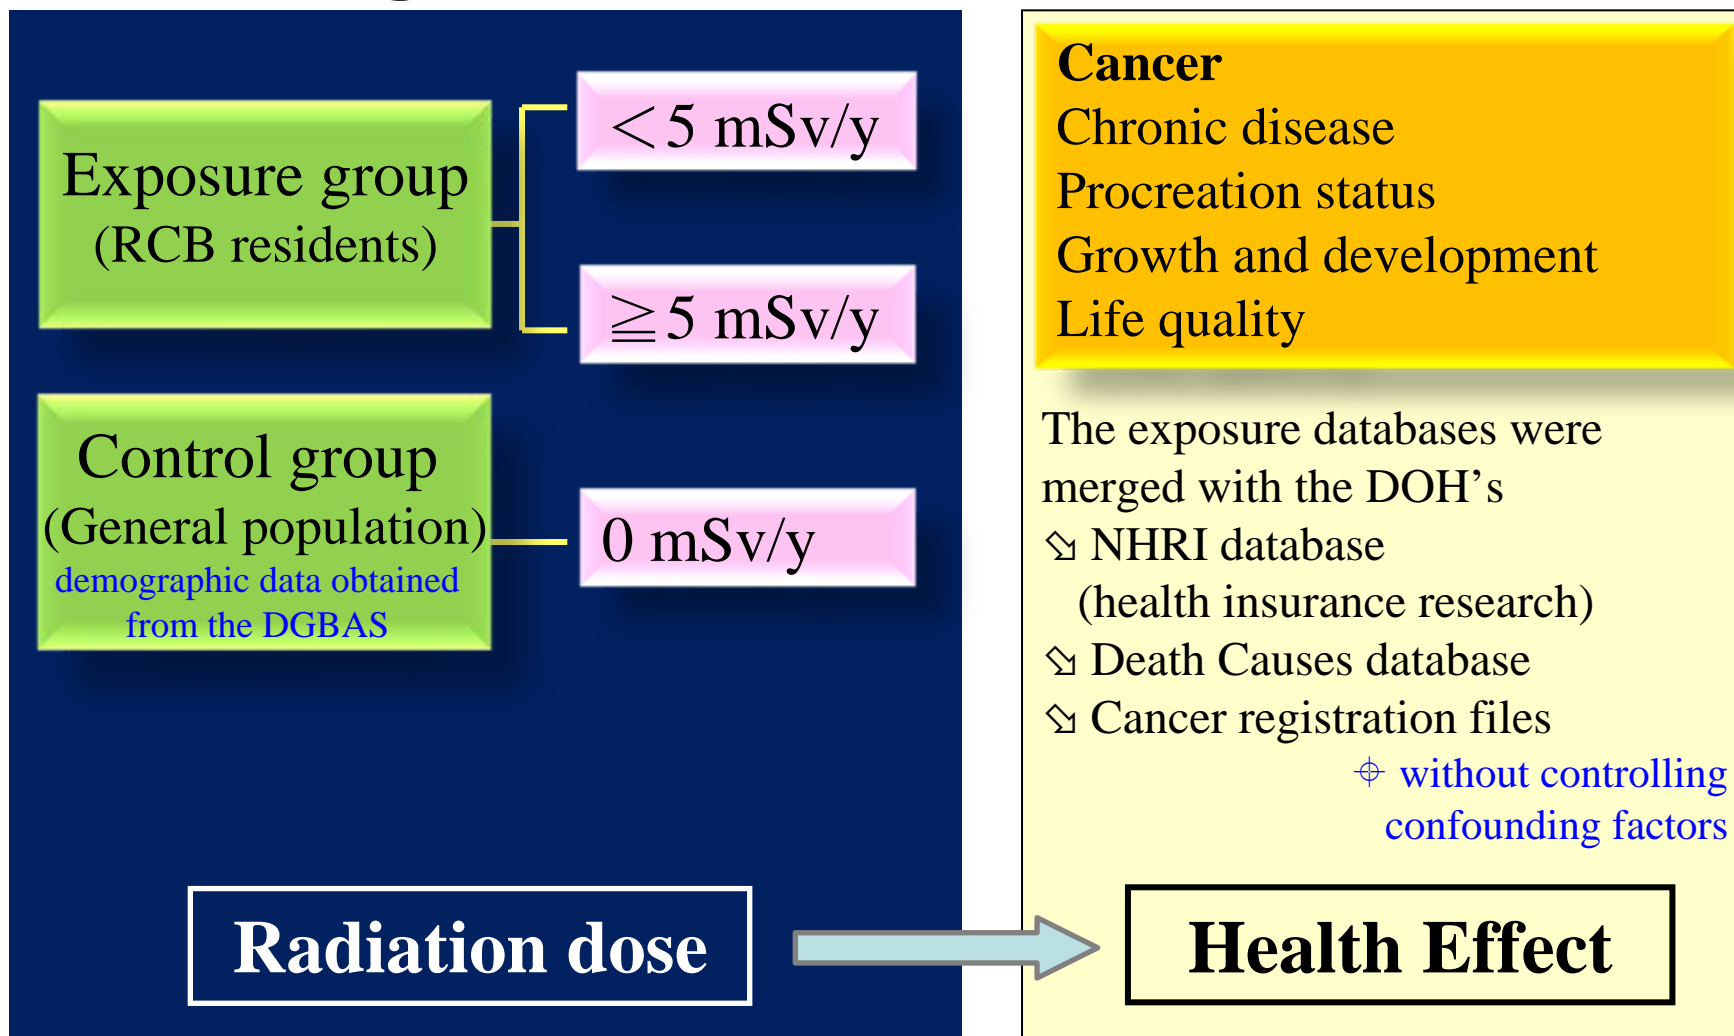 Exposure group
(RCB residents)
<5 mSv/y
≧5 mSv/y
Control group
(General population)
demographic data obtained
from the DGBAS
0 mSv/y
Radiation dose
Cancer
Chronic disease
Procreation status
Growth and development
Life quality
The exposure databases were
merged with the DOH’s
NHRI database
(health insurance research)
Death Causes database
Cancer registration files
without controlling
confounding factors
Health Effect